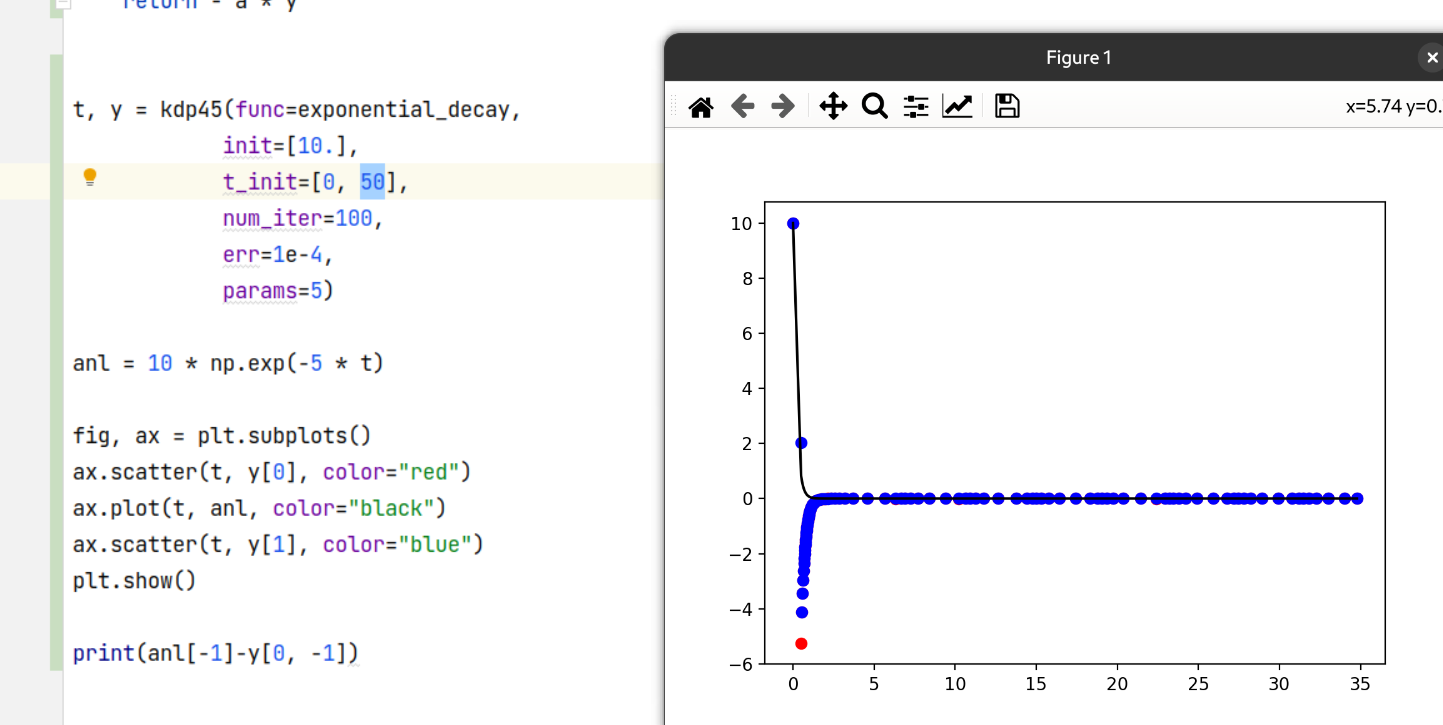 return - a * y
t, y = kdp45(func=exponential_decay,
init=[10.],
t_init=[0, 50],
num_iter=100,
err=1e-4,
params=5)
anl = 10 * np.exp(-5 * t)
fig, ax = plt.subplots()
ax.scatter(t, y[0], color="red")
ax.plot(t, anl, color="black")
ax.scatter(t, y[1], color="blue")
plt.show()
print(anl[-1]-y[0, -1])
Figure 1
x=5.74 y=0.
10
8
6
4
2
0
−2
−4
−6
0 5 10 15 20 25 30 35